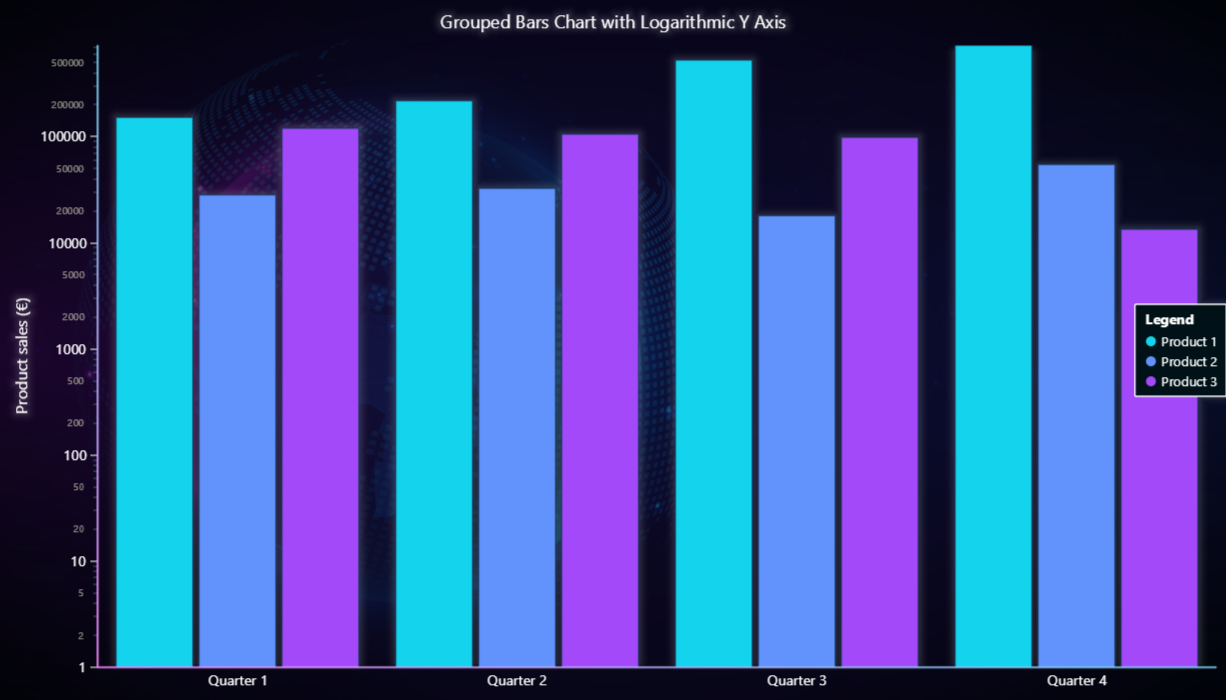 Grouped Bars Chart with Logarithmic Y Axis
Product sales (€)
500000
200000
100000
50000
20000
10000
5000
2000
1000
500
200
100
50
20
10
5
2
1
Quarter 1
Quarter 2
Quarter 3
Quarter 4
Legend
Product 1
Product 2
Product 3